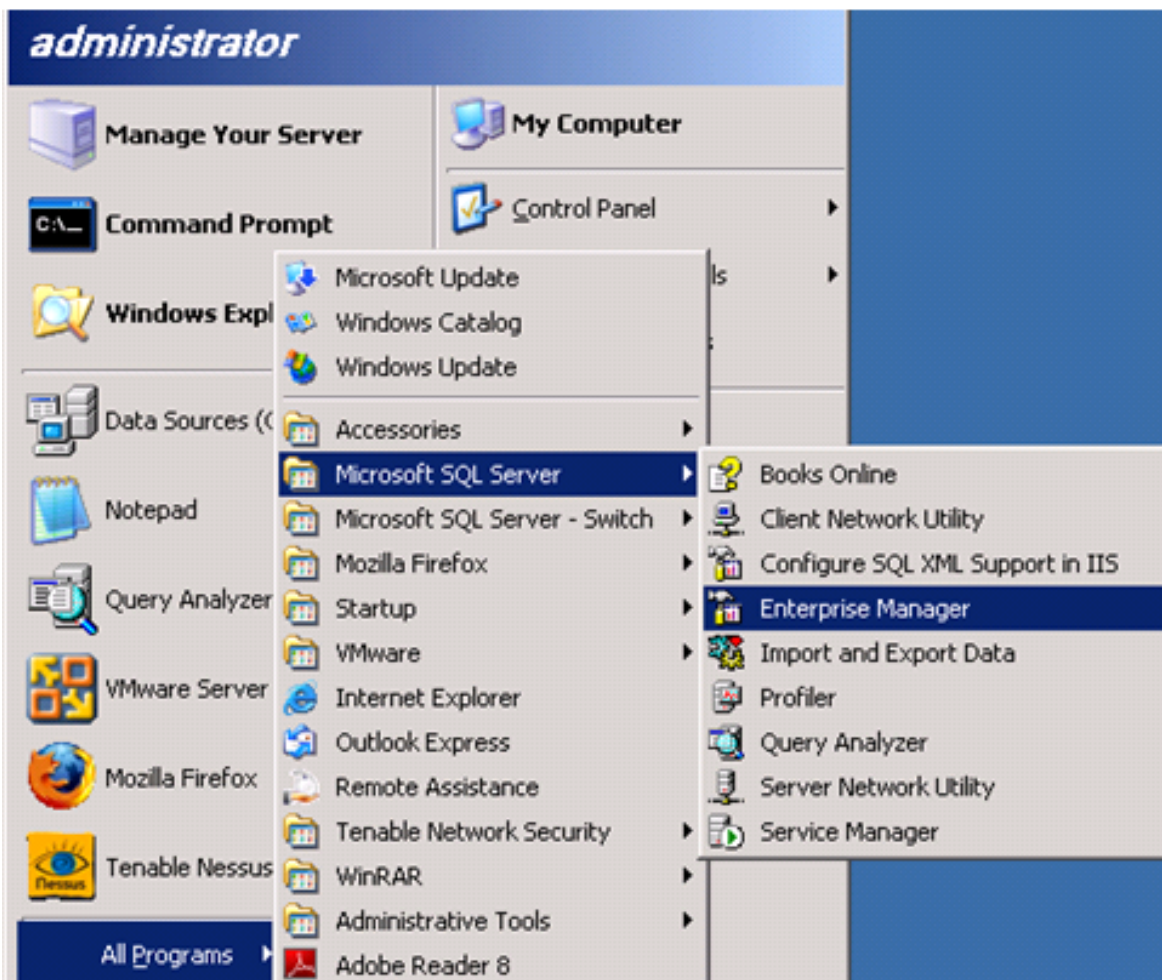 administrator
Manage Your Server
Command Prompt
Windows Expl
Data Sources (
Notepad
Query Analyzer
VMware Server
Mozilla Firefox
Tenable Nessus
All Programs
My Computer
Control Panel
ls
Microsoft Update
Windows Catalog
Windows Update
Accessories
Microsoft SQL Server
Microsoft SQL Server - Switch
Mozilla Firefox
Startup
VMware
Internet Explorer
Outlook Express
Remote Assistance
Tenable Network Security
WinRAR
Administrative Tools
Adobe Reader 8
Books Online
Client Network Utility
Configure SQL XML Support in IIS
Enterprise Manager
Import and Export Data
Profiler
Query Analyzer
Server Network Utility
Service Manager
C:\_
Nessus